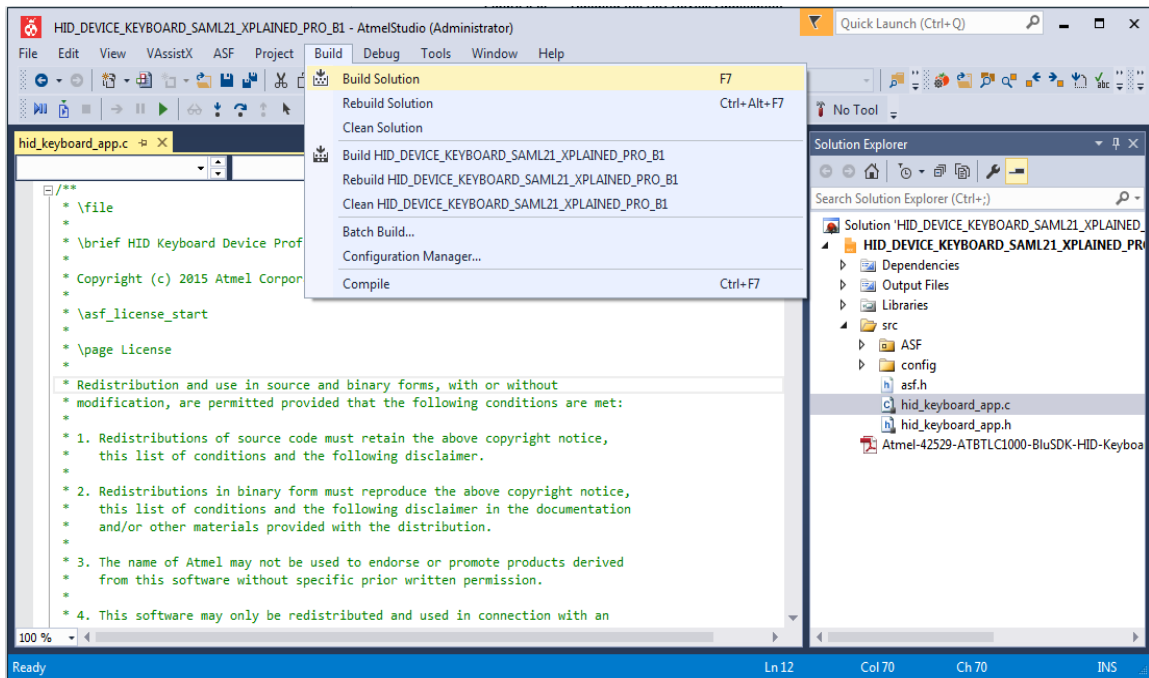 HID_DEVICE_KEYBOARD_SAML21_XPLAINED_PRO_B1 - AtmelStudio (Administrator)
Quick Launch (Ctrl+Q)
File Edit View VAssistX ASF Project Build Debug Tools Window Help
Build Solution F7
Rebuild Solution Ctrl+Alt+F7
Clean Solution
Build HID_DEVICE_KEYBOARD_SAML21_XPLAINED_PRO_B1
Rebuild HID_DEVICE_KEYBOARD_SAML21_XPLAINED_PRO_B1
Clean HID_DEVICE_KEYBOARD_SAML21_XPLAINED_PRO_B1
Batch Build...
Configuration Manager...
Compile Ctrl+F7
No Tool
hid_keyboard_app.c
/**
* \file
*
* \brief HID Keyboard Device Prof
*
* Copyright (c) 2015 Atmel Corpor
*
* \asf_license_start
*
* \page License
*
* Redistribution and use in source and binary forms, with or without
* modification, are permitted provided that the following conditions are met:
*
* 1. Redistributions of source code must retain the above copyright notice,
* this list of conditions and the following disclaimer.
*
* 2. Redistributions in binary form must reproduce the above copyright notice,
* this list of conditions and the following disclaimer in the documentation
* and/or other materials provided with the distribution.
*
* 3. The name of Atmel may not be used to endorse or promote products derived
* from this software without specific prior written permission.
*
* 4. This software may only be redistributed and used in connection with an
100 %
Solution Explorer
Search Solution Explorer (Ctrl+;)
Solution 'HID_DEVICE_KEYBOARD_SAML21_XPLAINED_
HID_DEVICE_KEYBOARD_SAML21_XPLAINED_PR
Dependencies
Output Files
Libraries
src
ASF
config
asf.h
hid_keyboard_app.c
hid_keyboard_app.h
Atmel-42529-ATBTLC1000-BluSDK-HID-Keyboa
Ready Ln 12 Col 70 Ch 70 INS